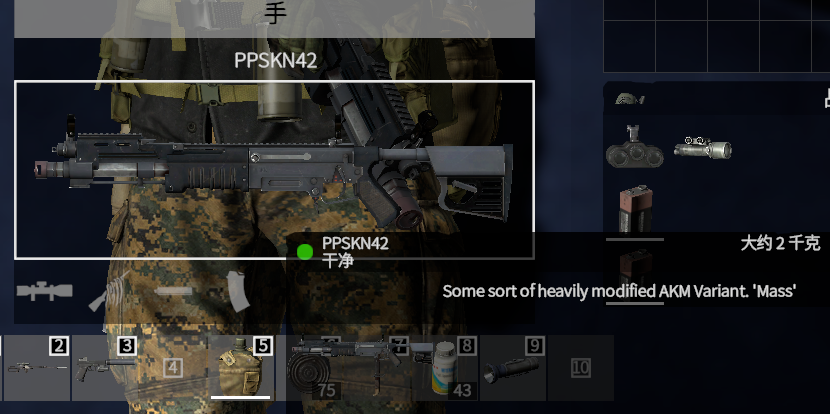 手
PPSKN42
PPSKN42
干净
大约 2 千克
Some sort of heavily modified AKM Variant. 'Mass'
2
3
4
5
7
8
9
10
75
43